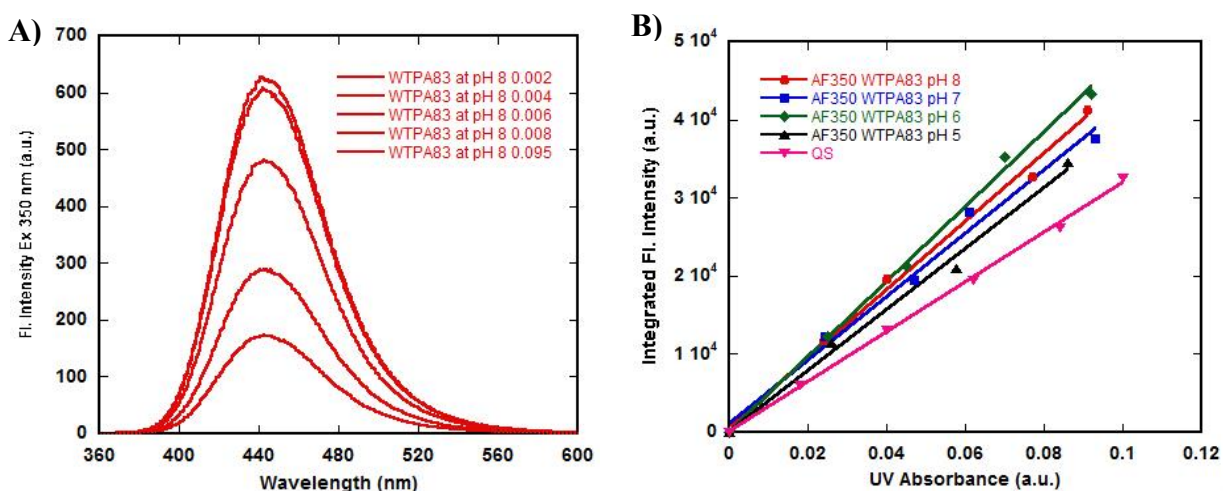 A)
700
600
500
400
300
200
100
0
Fl. Intensity Ex 350 nm (a.u.)
WTPA83 at pH 8 0.002
WTPA83 at pH 8 0.004
WTPA83 at pH 8 0.006
WTPA83 at pH 8 0.008
WTPA83 at pH 8 0.095
360 400 440 480 520 560 600
Wavelength (nm)
B)
5 10⁴
4 10⁴
3 10⁴
2 10⁴
1 10⁴
0
Integrated Fl. Intensity (a.u.)
AF350 WTPA83 pH 8
AF350 WTPA83 pH 7
AF350 WTPA83 pH 6
AF350 WTPA83 pH 5
QS
0 0.02 0.04 0.06 0.08 0.1 0.12
UV Absorbance (a.u.)